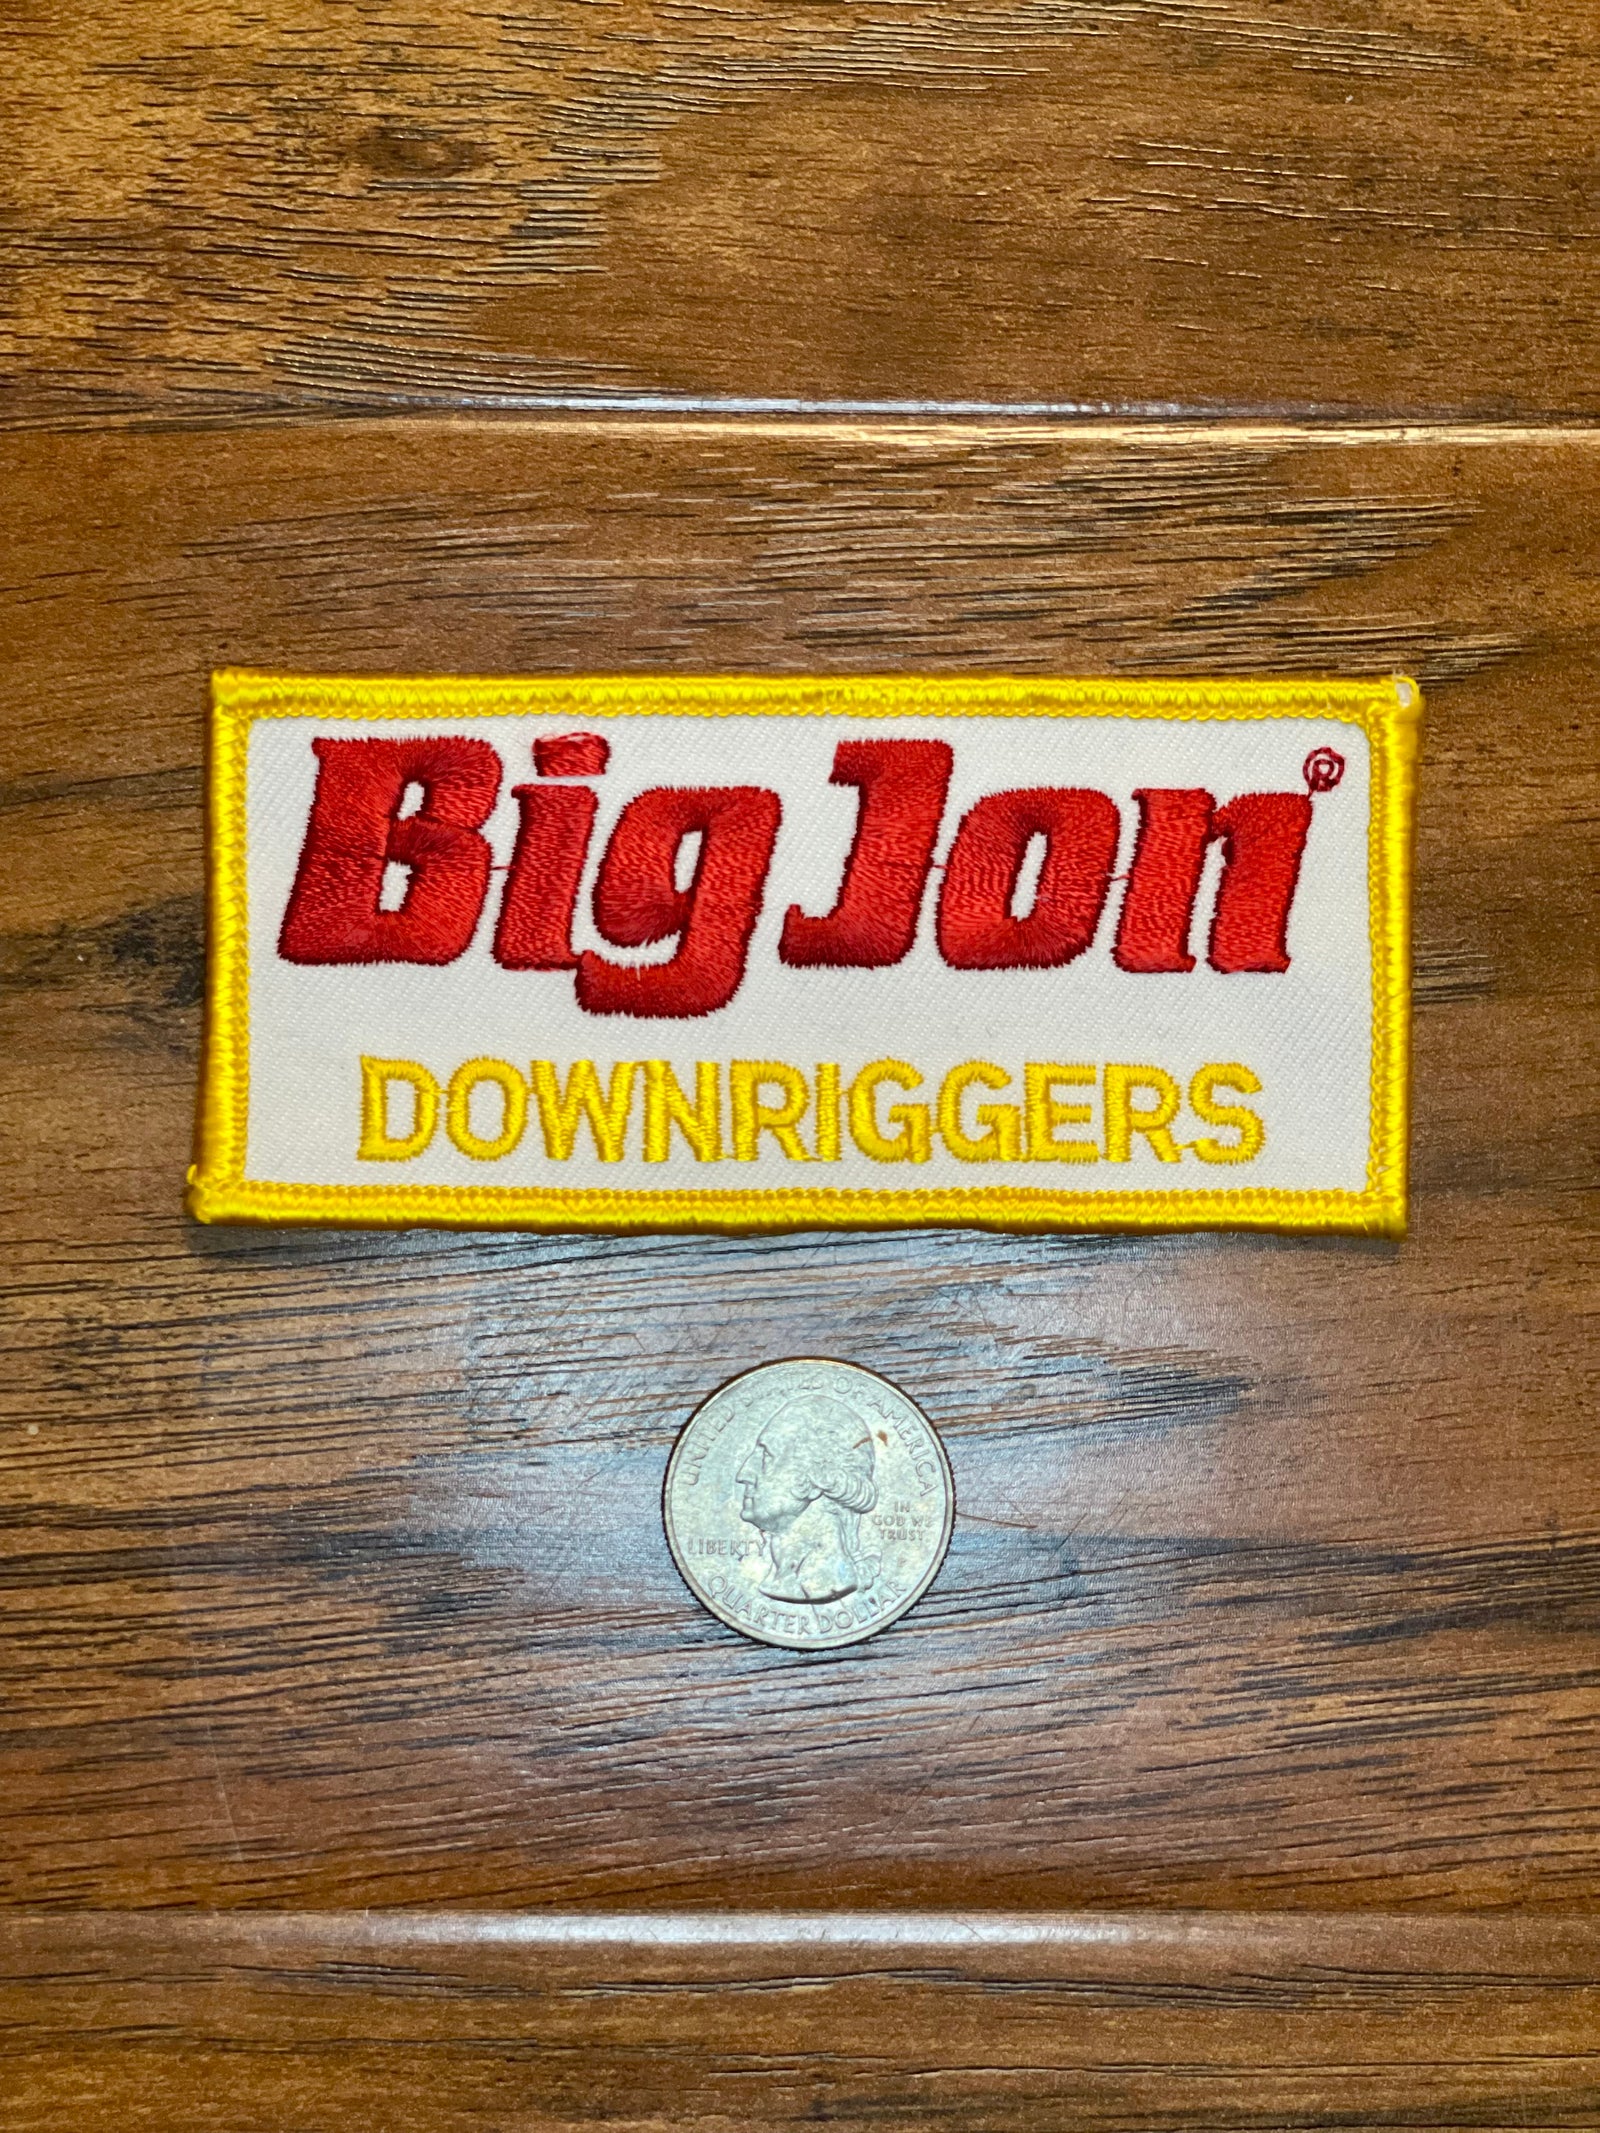 Big Jon®
DOWNRIGGERS
UNITED STATES OF AMERICA
IN
GOD WE
TRUST
LIBERTY
P
QUARTER DOLLAR